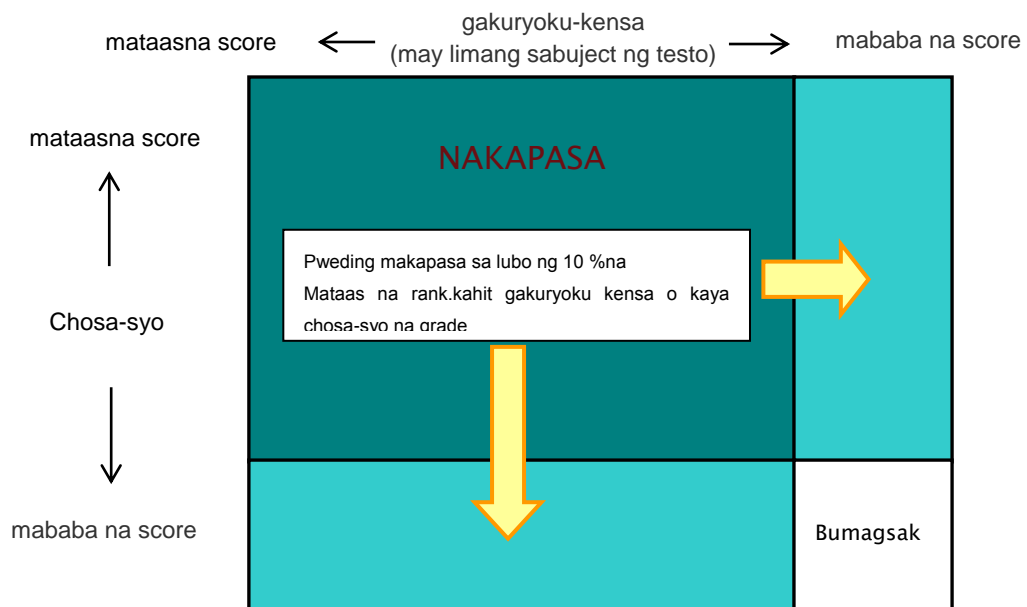 gakuryoku-kensa
mataasna score
(may limang sabuject ng testo)
mababa na score
mataasna score
NAKAPASA
Pweding makapasa sa lubo ng 10 %na
Mataas na rank.kahit gakuryoku kensa o kaya
chosa-syo na grade
Chosa-syo
mababa na score
Bumagsak